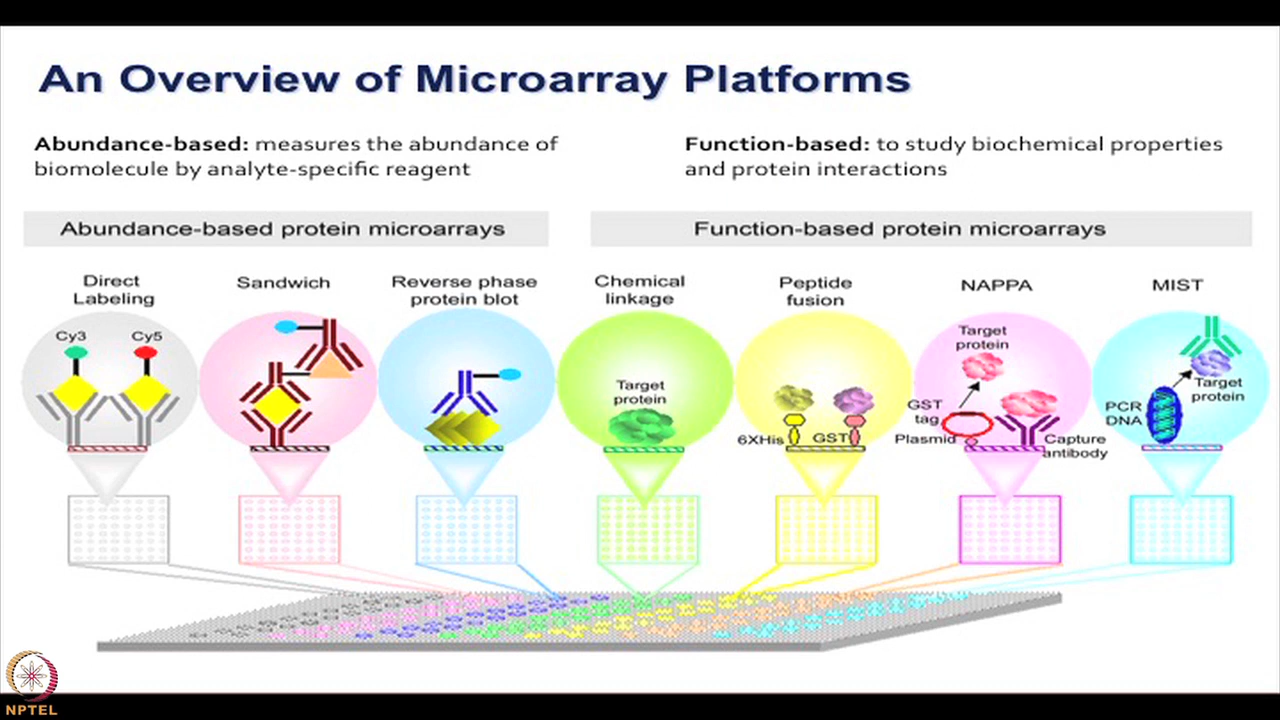 An Overview of Microarray Platforms
Abundance-based: measures the abundance of
biomolecule by analyte-specific reagent
Function-based: to study biochemical properties
and protein interactions
Abundance-based protein microarrays
Function-based protein microarrays
Direct
Labeling
Sandwich
Reverse phase
protein blot
Chemical
linkage
Peptide
fusion
NAPPA
MIST
Cy3
Cy5
Target
protein
6XHis
GST
Target
protein
GST
tag
Plasmid
Capture
antibody
PCR
DNA
Target
protein
NPTEL